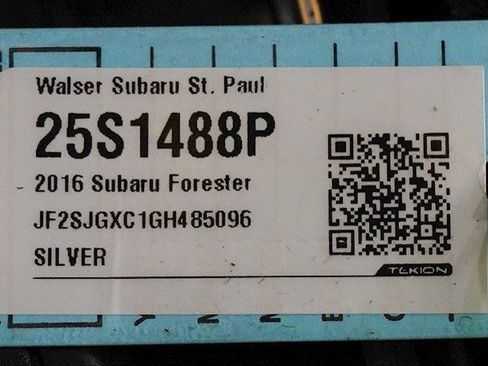 Walser Subaru St. Paul
25S1488P
2016 Subaru Forester
JF2SJGXC1GH485096
SILVER
TEKION